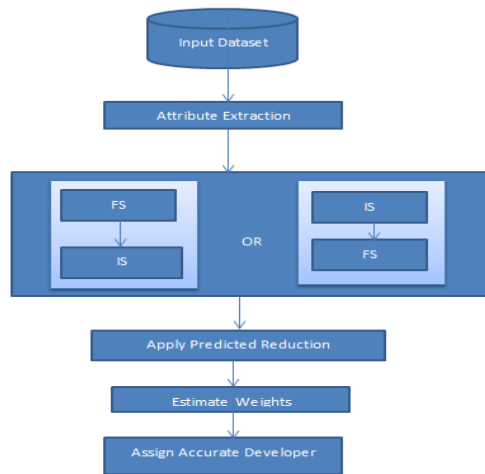 Input Dataset
Attribute Extraction
FS
IS
OR
IS
FS
Apply Predicted Reduction
Estimate Weights
Assign Accurate Developer